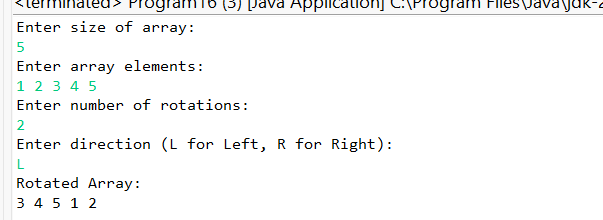 <terminated> Program16 (3) [Java Application] C:\Program Files\Java\jdk-2
Enter size of array:
5
Enter array elements:
1 2 3 4 5
Enter number of rotations:
2
Enter direction (L for Left, R for Right):
L
Rotated Array:
3 4 5 1 2